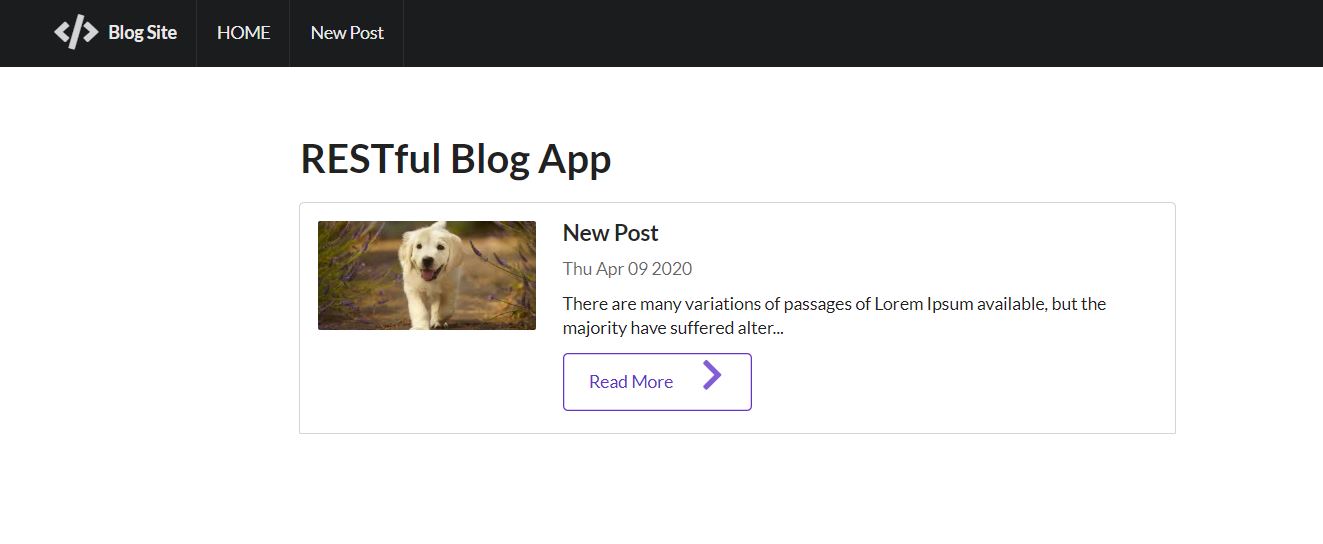 Blog Site HOME New Post
RESTful Blog App
New Post
Thu Apr 09 2020
There are many variations of passages of Lorem Ipsum available, but the
majority have suffered alter...
Read More